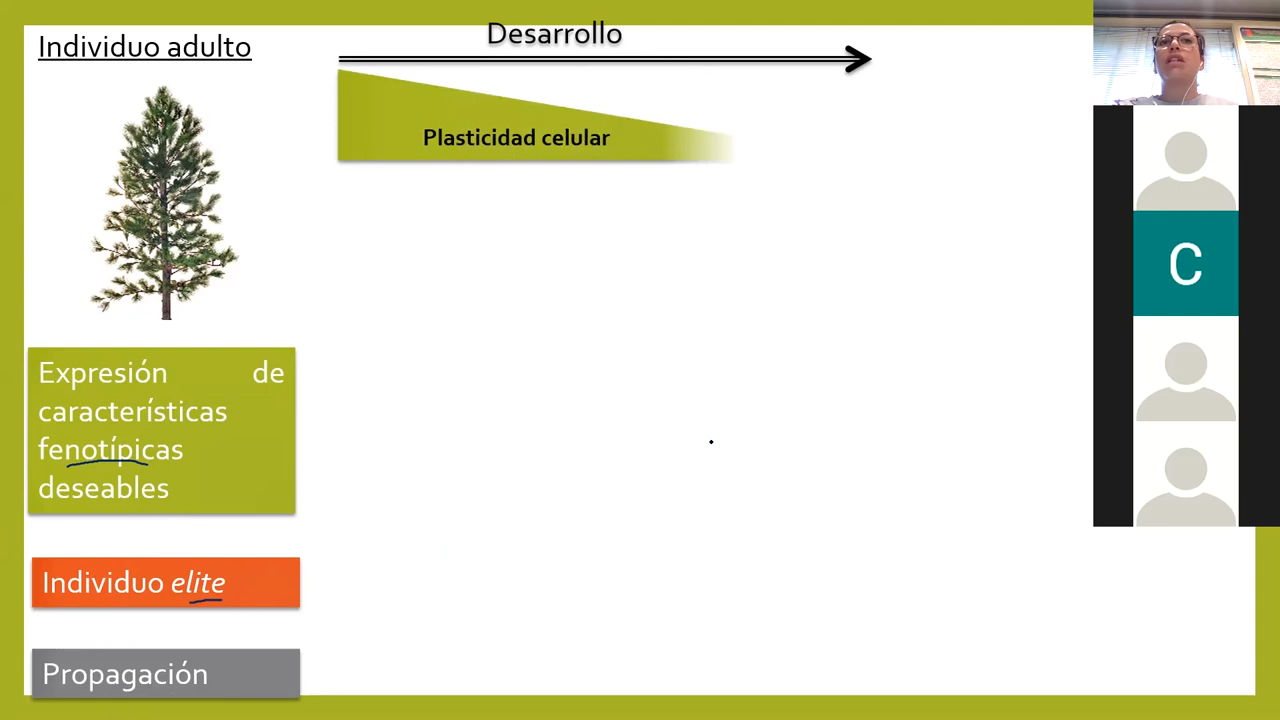 Individuo adulto
Desarrollo
Plasticidad celular
Expresión de
características
fenotípicas
deseables
Individuo elite
Propagación
C